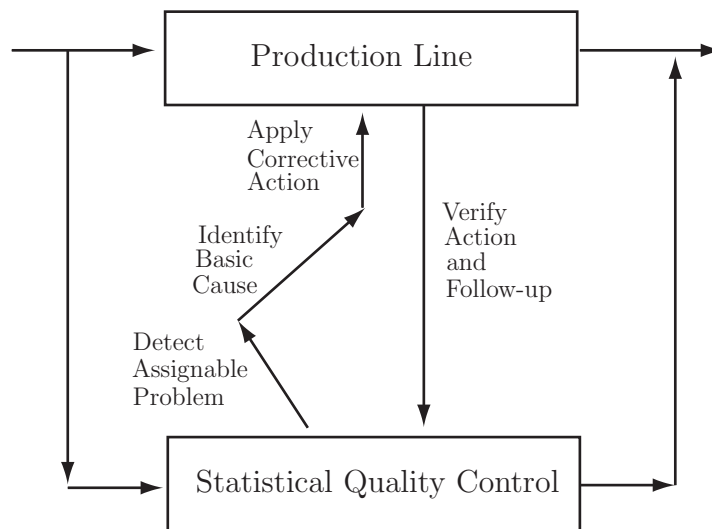 Production Line
Apply
Corrective
Action
Identify
Basic
Cause
Verify
Action
and
Follow-up
Detect
Assignable
Problem
Statistical Quality Control